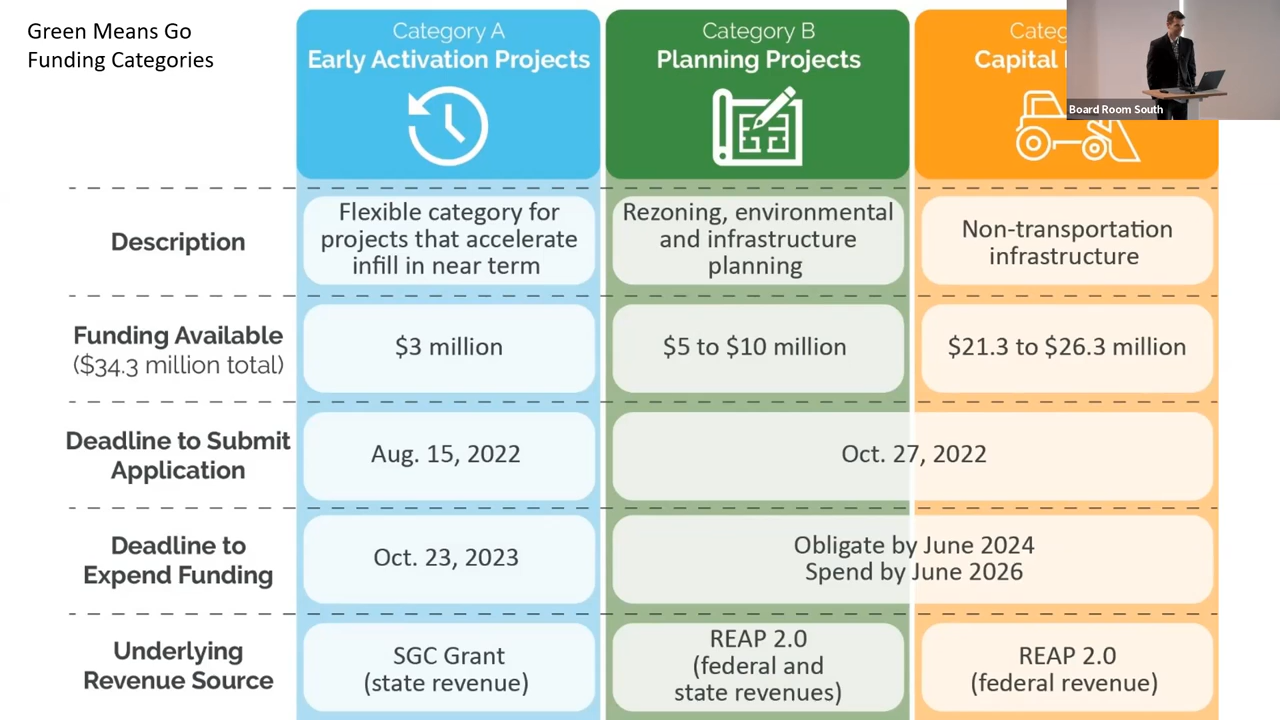 Green Means Go
Funding Categories
Category A
Early Activation Projects
Category B
Planning Projects
Capital
Board Room South
Description
Flexible category for
projects that accelerate
infill in near term
Rezoning, environmental
and infrastructure
planning
Non-transportation
infrastructure
Funding Available
($34.3 million total)
$3 million
$5 to $10 million
$21.3 to $26.3 million
Deadline to Submit
Application
Aug. 15, 2022
Oct. 27, 2022
Deadline to
Expend Funding
Oct. 23, 2023
Obligate by June 2024
Spend by June 2026
Underlying
Revenue Source
SGC Grant
(state revenue)
REAP 2.0
(federal and
state revenues)
REAP 2.0
(federal revenue)